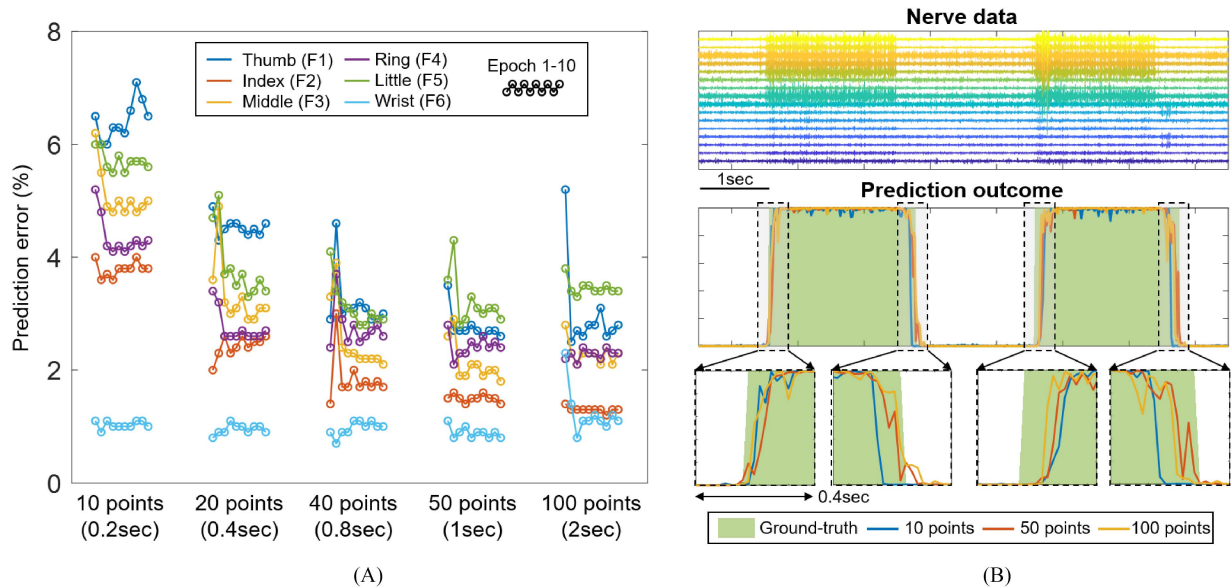 8
6
4
2
0
Prediction error (%)
Thumb (F1)
Index (F2)
Middle (F3)
Ring (F4)
Little (F5)
Wrist (F6)
Epoch 1-10
10 points
(0.2sec)
20 points
(0.4sec)
40 points
(0.8sec)
50 points
(1sec)
100 points
(2sec)
(A)
Nerve data
1sec
Prediction outcome
0.4sec
Ground-truth
10 points
50 points
100 points
(B)